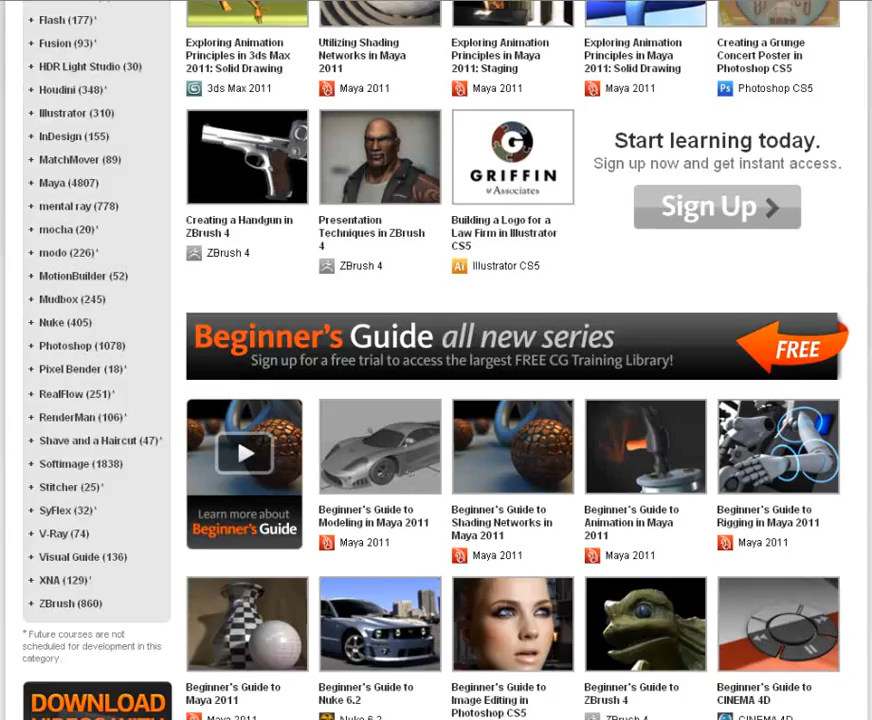 + Flash (177)*
+ Fusion (93)*
+ HDR Light Studio (30)
+ Houdini (348)*
+ Illustrator (310)
+ InDesign (155)
+ MatchMover (89)
+ Maya (4807)
+ mental ray (778)
+ mocha (20)*
+ modo (226)*
+ MotionBuilder (52)
+ Mudbox (245)
+ Nuke (405)
+ Photoshop (1078)
+ Pixel Bender (18)*
+ RealFlow (251)*
+ RenderMan (106)*
+ Shave and a Haircut (47)*
+ Softimage (1838)
+ Stitcher (25)*
+ SyFlex (32)*
+ V-Ray (74)
+ Visual Guide (136)
+ XNA (129)*
+ ZBrush (860)
* Future courses are not
scheduled for development in this
category.
DOWNLOAD
VIDEOS WITH
Exploring Animation
Principles in 3ds Max
2011: Solid Drawing
3ds Max 2011
Utilizing Shading
Networks in Maya
2011
Maya 2011
Exploring Animation
Principles in Maya
2011: Staging
Maya 2011
Exploring Animation
Principles in Maya
2011: Solid Drawing
Maya 2011
Creating a Grunge
Concert Poster in
Photoshop CS5
Ps Photoshop CS5
Creating a Handgun in
ZBrush 4
ZBrush 4
Presentation
Techniques in ZBrush
4
ZBrush 4
G
GRIFFIN
& Associates
Building a Logo for a
Law Firm in Illustrator
CS5
Ai Illustrator CS5
Start learning today.
Sign up now and get instant access.
Sign Up
Beginner's Guide all new series
Sign up for a free trial to access the largest FREE CG Training Library!
FREE
Learn more about
Beginner's Guide
Beginner's Guide to
Modeling in Maya 2011
Maya 2011
Beginner's Guide to
Shading Networks in
Maya 2011
Maya 2011
Beginner's Guide to
Animation in Maya
2011
Maya 2011
Beginner's Guide to
Rigging in Maya 2011
Maya 2011
Beginner's Guide to
Maya 2011
Maya 2011
Beginner's Guide to
Nuke 6.2
Nuke 6.2
Beginner's Guide to
Image Editing in
Photoshop CS5
Beginner's Guide to
ZBrush 4
ZBrush 4
Beginner's Guide to
CINEMA 4D
CINEMA 4D